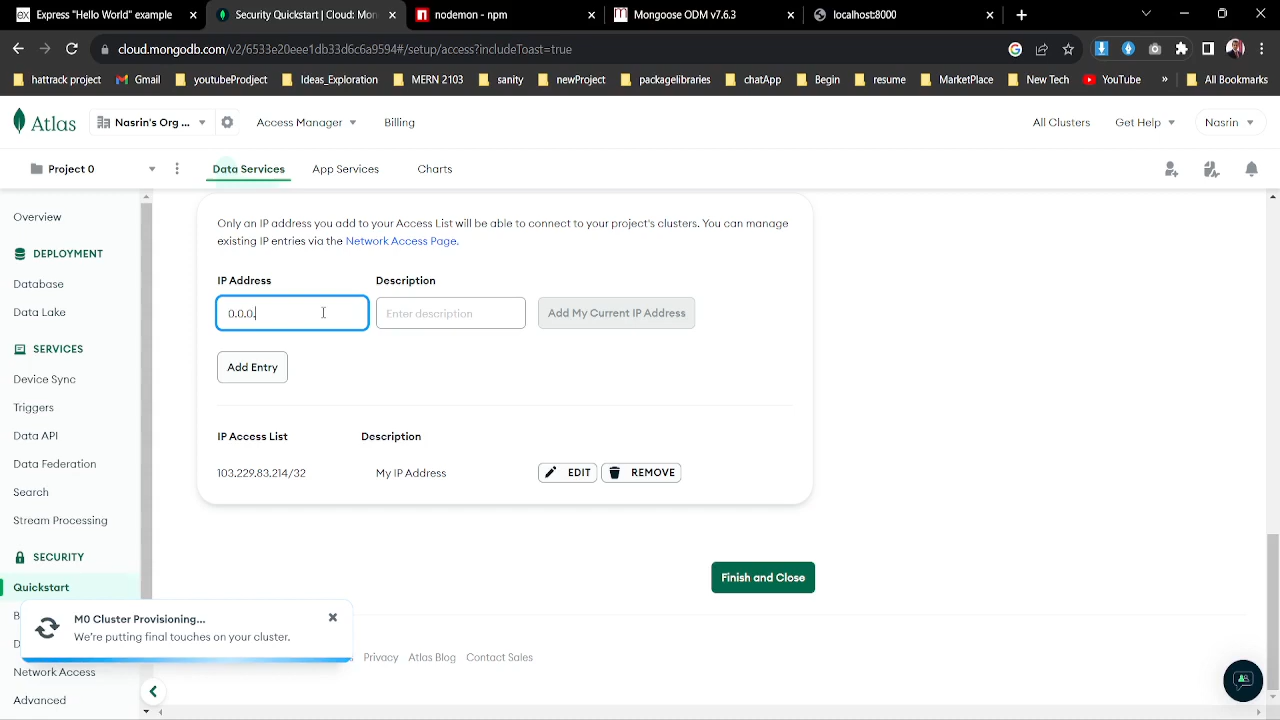 Express "Hello World" example
Security Quickstart | Cloud: Mon
nodemon - npm
Mongoose ODM v7.6.3
localhost:8000
cloud.mongodb.com/v2/6533e20eee1db33d6c6a9594#/setup/access?includeToast=true
hattrack project
Gmail
youtubeProdject
Ideas_Exploration
MERN 2103
sanity
newProject
packagelibraries
chatApp
Begin
resume
MarketPlace
New Tech
YouTube
»
All Bookmarks
Atlas
Nasrin's Org ...
Access Manager
Billing
All Clusters
Get Help
Nasrin
Project 0
Data Services
App Services
Charts
Overview
DEPLOYMENT
Database
Data Lake
SERVICES
Device Sync
Triggers
Data API
Data Federation
Search
Stream Processing
SECURITY
Quickstart
B
D
Network Access
Advanced
Only an IP address you add to your Access List will be able to connect to your project's clusters. You can manage
existing IP entries via the Network Access Page.
IP Address
Description
0.0.0.
Enter description
Add My Current IP Address
Add Entry
IP Access List
Description
103.229.83.214/32
My IP Address
EDIT
REMOVE
Finish and Close
M0 Cluster Provisioning...
We're putting final touches on your cluster.
Privacy
Atlas Blog
Contact Sales